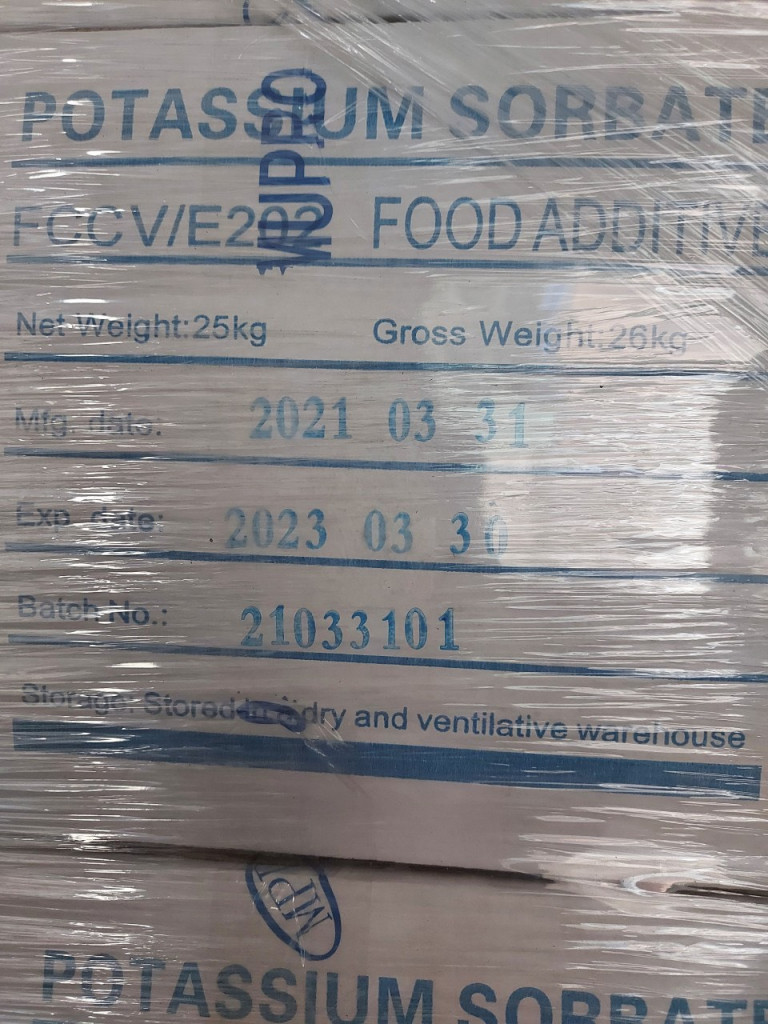 POTASSIUM SORBATE
FCCV/E202 FOOD ADDITIVE
Net Weight:25kg Gross Weight:26kg
Mfg. date: 2021 03 31
Exp. date: 2023 03 30
Batch No.: 21033101
Storage: Stored in a dry and ventilative warehouse
MPT
POTASSIUM SORBATE